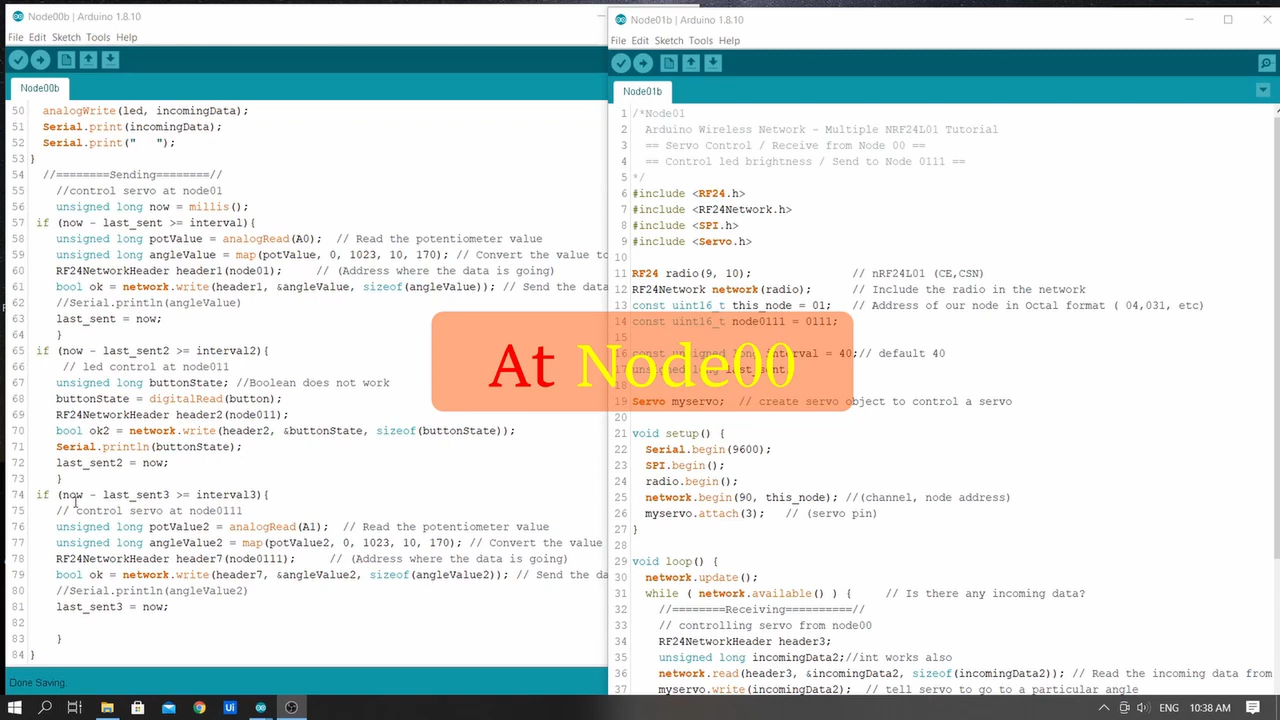 Node00b | Arduino 1.8.10
File Edit Sketch Tools Help
Node00b
50 analogWrite(led, incomingData);
51 Serial.print(incomingData);
52 Serial.print("   ");
53 }
54 //========Sending========//
55 //control servo at node01
56 unsigned long now = millis();
57 if (now - last_sent >= interval){
58 unsigned long potValue = analogRead(A0);  // Read the potentiometer value
59 unsigned long angleValue = map(potValue, 0, 1023, 10, 170); // Convert the value to
60 RF24NetworkHeader header1(node01);     // (Address where the data is going)
61 bool ok = network.write(header1, &angleValue, sizeof(angleValue)); // Send the data
62 //Serial.println(angleValue)
63 last_sent = now;
64 }
65 if (now - last_sent2 >= interval2){
66 // led control at node011
67 unsigned long buttonState; //Boolean does not work
68 buttonState = digitalRead(button);
69 RF24NetworkHeader header2(node011);
70 bool ok2 = network.write(header2, &buttonState, sizeof(buttonState));
71 Serial.println(buttonState);
72 last_sent2 = now;
73 }
74 if (now - last_sent3 >= interval3){
75 // control servo at node0111
76 unsigned long potValue2 = analogRead(A1);  // Read the potentiometer value
77 unsigned long angleValue2 = map(potValue2, 0, 1023, 10, 170); // Convert the value
78 RF24NetworkHeader header7(node0111);     // (Address where the data is going)
79 bool ok = network.write(header7, &angleValue2, sizeof(angleValue2)); // Send the da
80 //Serial.println(angleValue2)
81 last_sent3 = now;
82
83 }
84 }
Done Saving.
Node01b | Arduino 1.8.10
File Edit Sketch Tools Help
Node01b
1 /*Node01
2 Arduino Wireless Network - Multiple NRF24L01 Tutorial
3 == Servo Control / Receive from Node 00 ==
4 == Control led brightness / Send to Node 0111 ==
5 */
6 #include <RF24.h>
7 #include <RF24Network.h>
8 #include <SPI.h>
9 #include <Servo.h>
10
11 RF24 radio(9, 10);               // nRF24L01 (CE,CSN)
12 RF24Network network(radio);      // Include the radio in the network
13 const uint16_t this_node = 01;   // Address of our node in Octal format ( 04,031, etc)
14 const uint16_t node0111 = 0111;
15
16 const unsigned long interval = 40;// default 40
17 unsigned long last_sent;
18
19 Servo myservo;  // create servo object to control a servo
20
21 void setup() {
22 Serial.begin(9600);
23 SPI.begin();
24 radio.begin();
25 network.begin(90, this_node); //(channel, node address)
26 myservo.attach(3);   // (servo pin)
27 }
28
29 void loop() {
30 network.update();
31 while ( network.available() ) {     // Is there any incoming data?
32 //========Receiving==========//
33 // controlling servo from node00
34 RF24NetworkHeader header3;
35 unsigned long incomingData2;//int works also
36 network.read(header3, &incomingData2, sizeof(incomingData2)); // Read the incoming data from
37 myservo.write(incomingData2);  // tell servo to go to a particular angle
At Node00
Ui
ENG 10:38 AM